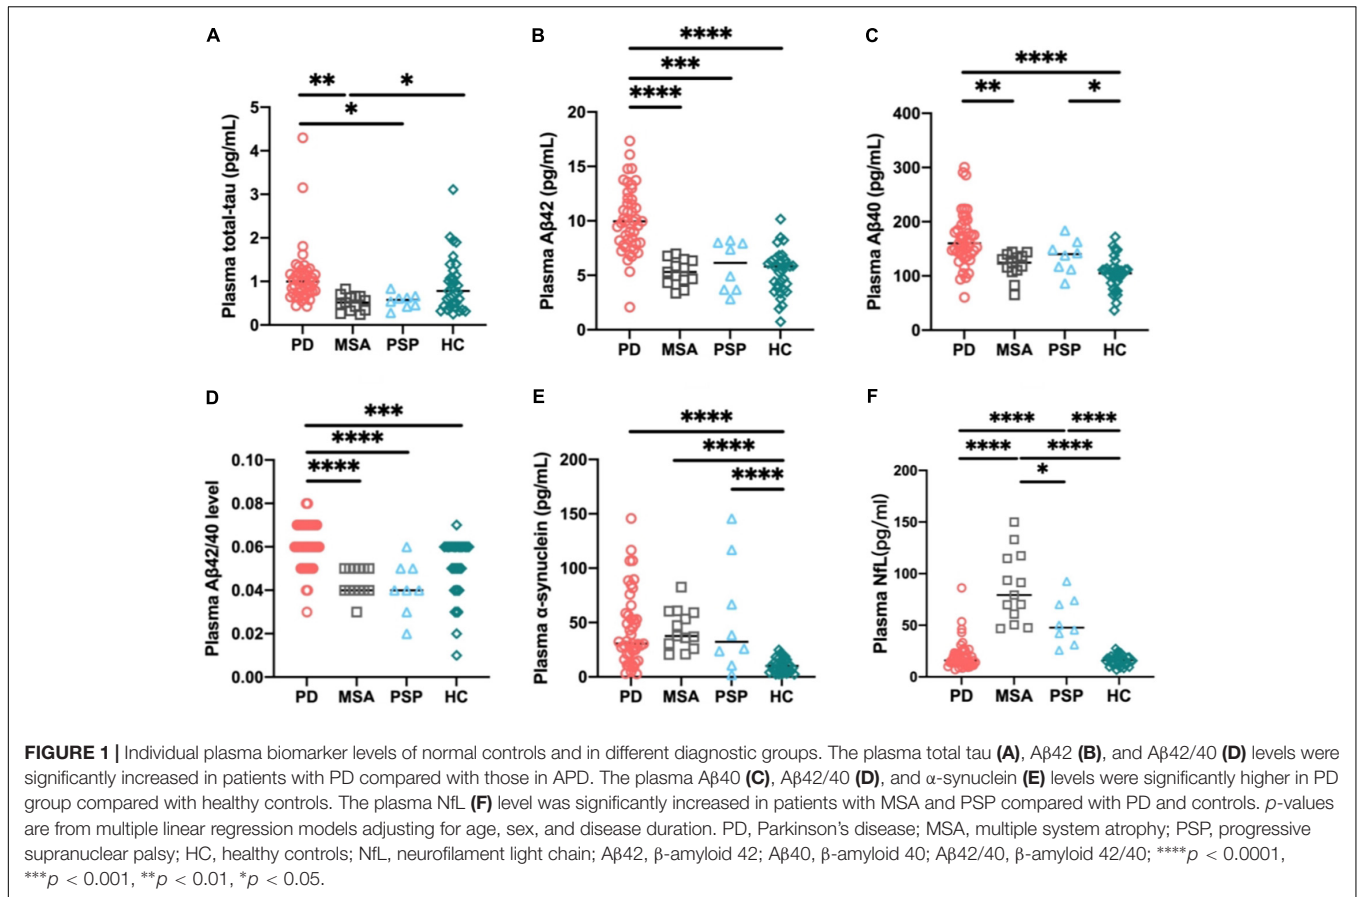 A
**
*
*
Plasma total-tau (pg/mL)
5
4
3
2
1
0
PD MSA PSP HC
B
****
***
****
Plasma Aβ42 (pg/mL)
20
15
10
5
0
PD MSA PSP HC
C
****
**
*
Plasma Aβ40 (pg/mL)
400
300
200
100
0
PD MSA PSP HC
D
***
****
****
Plasma Aβ42/40 level
0.10
0.08
0.06
0.04
0.02
0.00
PD MSA PSP HC
E
****
****
****
Plasma α-synuclein (pg/mL)
200
150
100
50
0
PD MSA PSP HC
F
**** ****
**** ****
*
Plasma NfL(pg/ml)
200
150
100
50
0
PD MSA PSP HC
FIGURE 1 | Individual plasma biomarker levels of normal controls and in different diagnostic groups. The plasma total tau (A), Aβ42 (B), and Aβ42/40 (D) levels were
significantly increased in patients with PD compared with those in APD. The plasma Aβ40 (C), Aβ42/40 (D), and α-synuclein (E) levels were significantly higher in PD
group compared with healthy controls. The plasma NfL (F) level was significantly increased in patients with MSA and PSP compared with PD and controls. p-values
are from multiple linear regression models adjusting for age, sex, and disease duration. PD, Parkinson's disease; MSA, multiple system atrophy; PSP, progressive
supranuclear palsy; HC, healthy controls; NfL, neurofilament light chain; Aβ42, β-amyloid 42; Aβ40, β-amyloid 40; Aβ42/40, β-amyloid 42/40; ****p < 0.0001,
***p < 0.001, **p < 0.01, *p < 0.05.